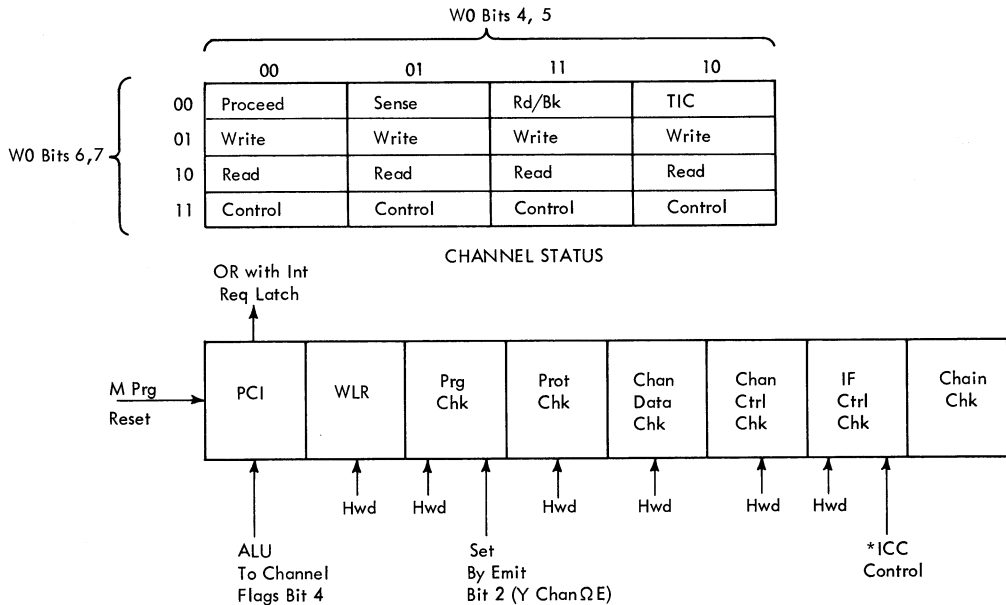 W0 Bits 4, 5
00 01 11 10
00 Proceed Sense Rd/Bk TIC
01 Write Write Write Write
W0 Bits 6,7
10 Read Read Read Read
11 Control Control Control Control
CHANNEL STATUS
OR with Int
Req Latch
M Prg
Reset
PCI
WLR
Prg
Chk
Prot
Chk
Chan
Data
Chk
Chan
Ctrl
Chk
IF
Ctrl
Chk
Chain
Chk
Hwd Hwd Hwd Hwd Hwd Hwd
ALU
To Channel
Flags Bit 4
Set
By Emit
Bit 2 (Y ChanΩE)
*ICC
Control